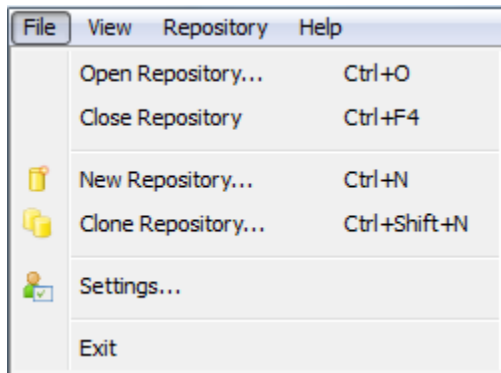 File View Repository Help
Open Repository... Ctrl+O
Close Repository Ctrl+F4
New Repository... Ctrl+N
Clone Repository... Ctrl+Shift+N
Settings...
Exit